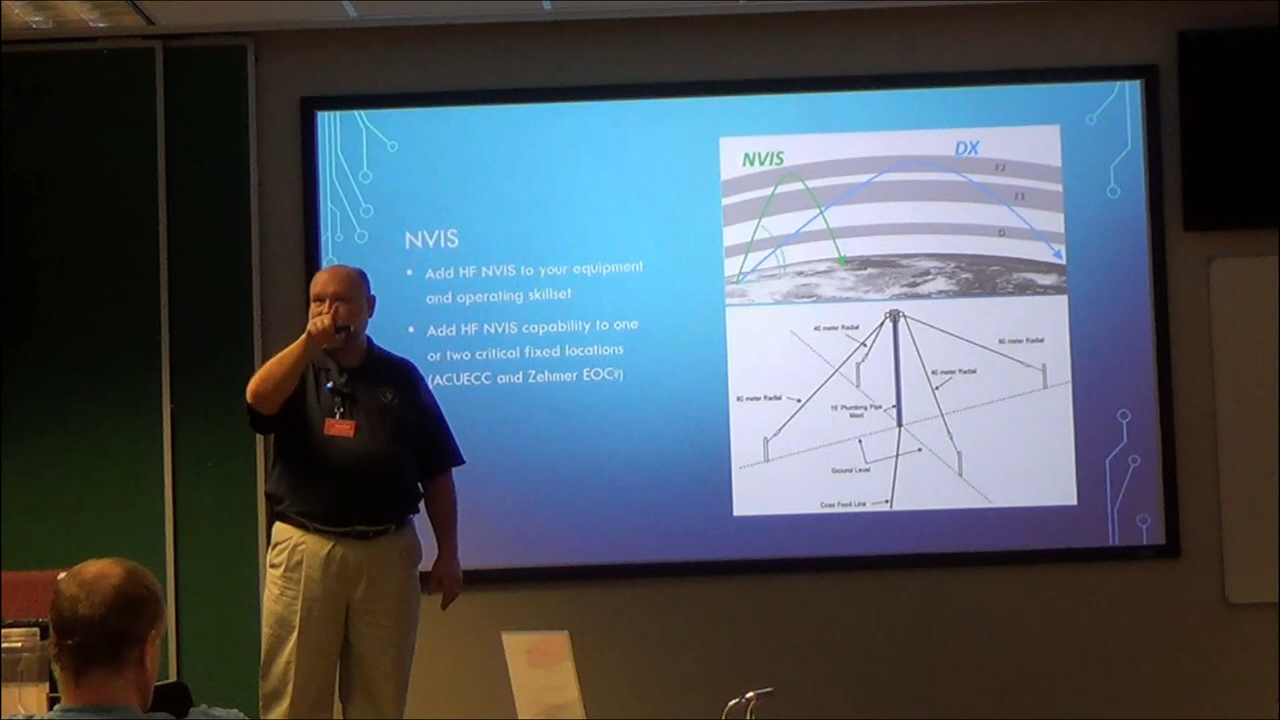 NVIS
• Add HF NVIS to your equipment
and operating skillset
• Add HF NVIS capability to one
or two critical fixed locations
(ACUECC and Zehmer EOC)
NVIS
DX
F2
F1
D
40 meter Radial
80 meter Radial
80 meter Radial
40 meter Radial
15' Plumbing Pipe
Mast
Ground Level
Coax Feed Line